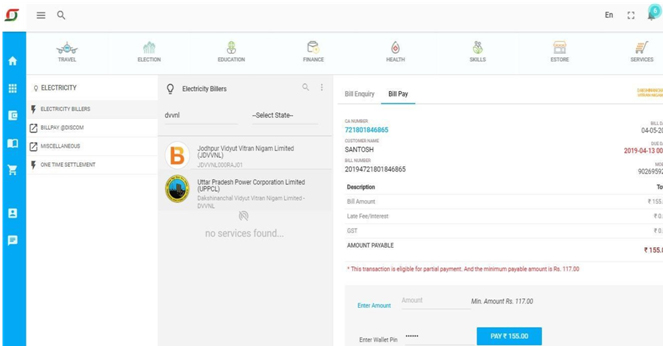 En
TRAVEL
ELECTION
EDUCATION
FINANCE
HEALTH
SKILLS
ESTORE
SERVICES
ELECTRICITY
ELECTRICITY BILLERS
BILLPAY @DISCOM
MISCELLANEOUS
ONE TIME SETTLEMENT
Electricity Billers
dvvnl
--Select State--
Jodhpur Vidyut Vitran Nigam Limited
(JDVVNL)
JDVVNL000RAJ01
Uttar Pradesh Power Corporation Limited
(UPPCL)
Dakshinanchal Vidyut Vitran Nigam Limited -
DVVNL
no services found...
Bill Enquiry
Bill Pay
CA NUMBER
721801846865
CUSTOMER NAME
SANTOSH
BILL NUMBER
20194721801846865
BILL
04-05-20
DUE
2019-04-13 00
90269592
Description
To
Bill Amount
₹ 155.
Late Fee/Interest
₹ 0.
GST
₹ 0.
AMOUNT PAYABLE
₹ 155.
* This transaction is eligible for partial payment. And the minimum payable amount is Rs. 117.00
Enter Amount
Amount
Min. Amount Rs. 117.00
Enter Wallet Pin
PAY ₹ 155.00